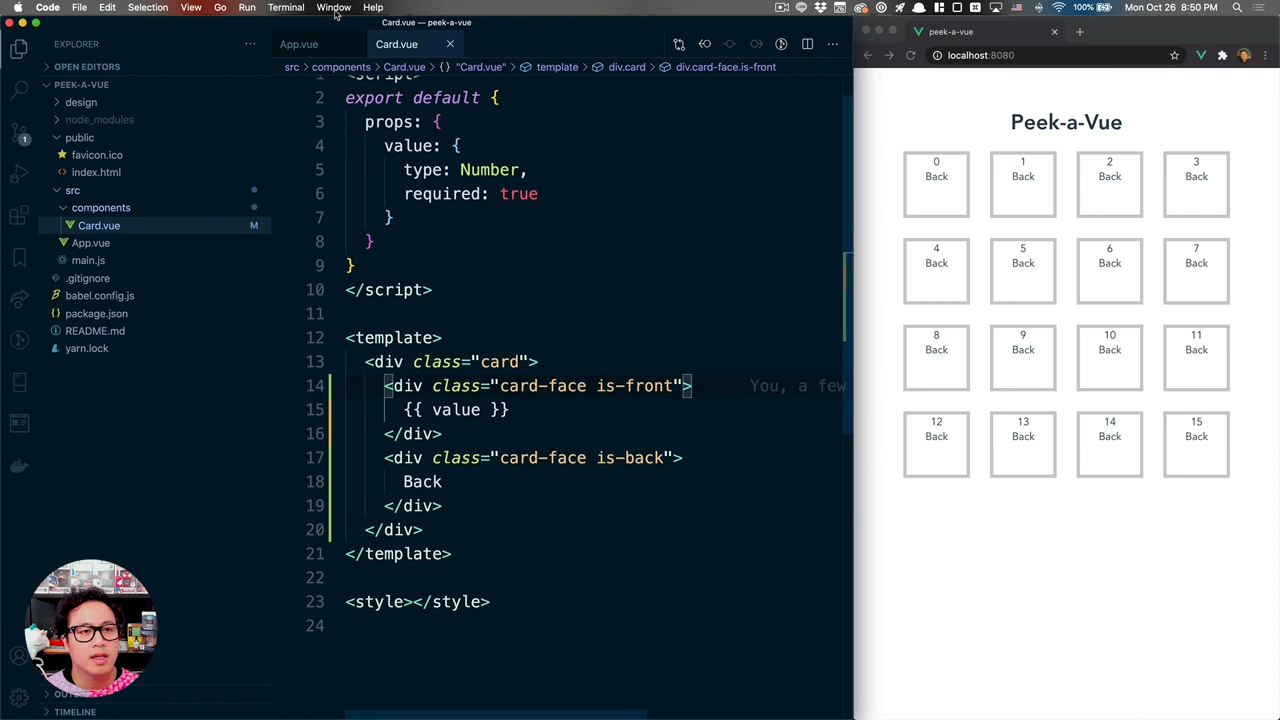 Code File Edit Selection View Go Run Terminal Window Help
100% Wed Sep 9 8:50 PM
Card.vue — peek-a-vue
EXPLORER
OPEN EDITORS
PEEK-A-VUE
design
node_modules
public
favicon.ico
index.html
src
components
Card.vue M
App.vue
main.js
.gitignore
babel.config.js
package.json
README.md
yarn.lock
TIMELINE
1
App.vue
Card.vue
src > components > Card.vue > {} "Card.vue" > template > div.card > div.card-face.is-front
<script>
2 export default {
3 props: {
4 value: {
5 type: Number,
6 required: true
7 }
8 }
9 }
10 </script>
11
12 <template>
13 <div class="card">
14 <div class="card-face is-front"> You, a few
15 {{ value }}
16 </div>
17 <div class="card-face is-back">
18 Back
19 </div>
20 </div>
21 </template>
22
23 <style></style>
24
peek-a-vue
localhost:8080
Peek-a-Vue
0 1 2 3
Back Back Back Back
4 5 6 7
Back Back Back Back
8 9 10 11
Back Back Back Back
12 13 14 15
Back Back Back Back